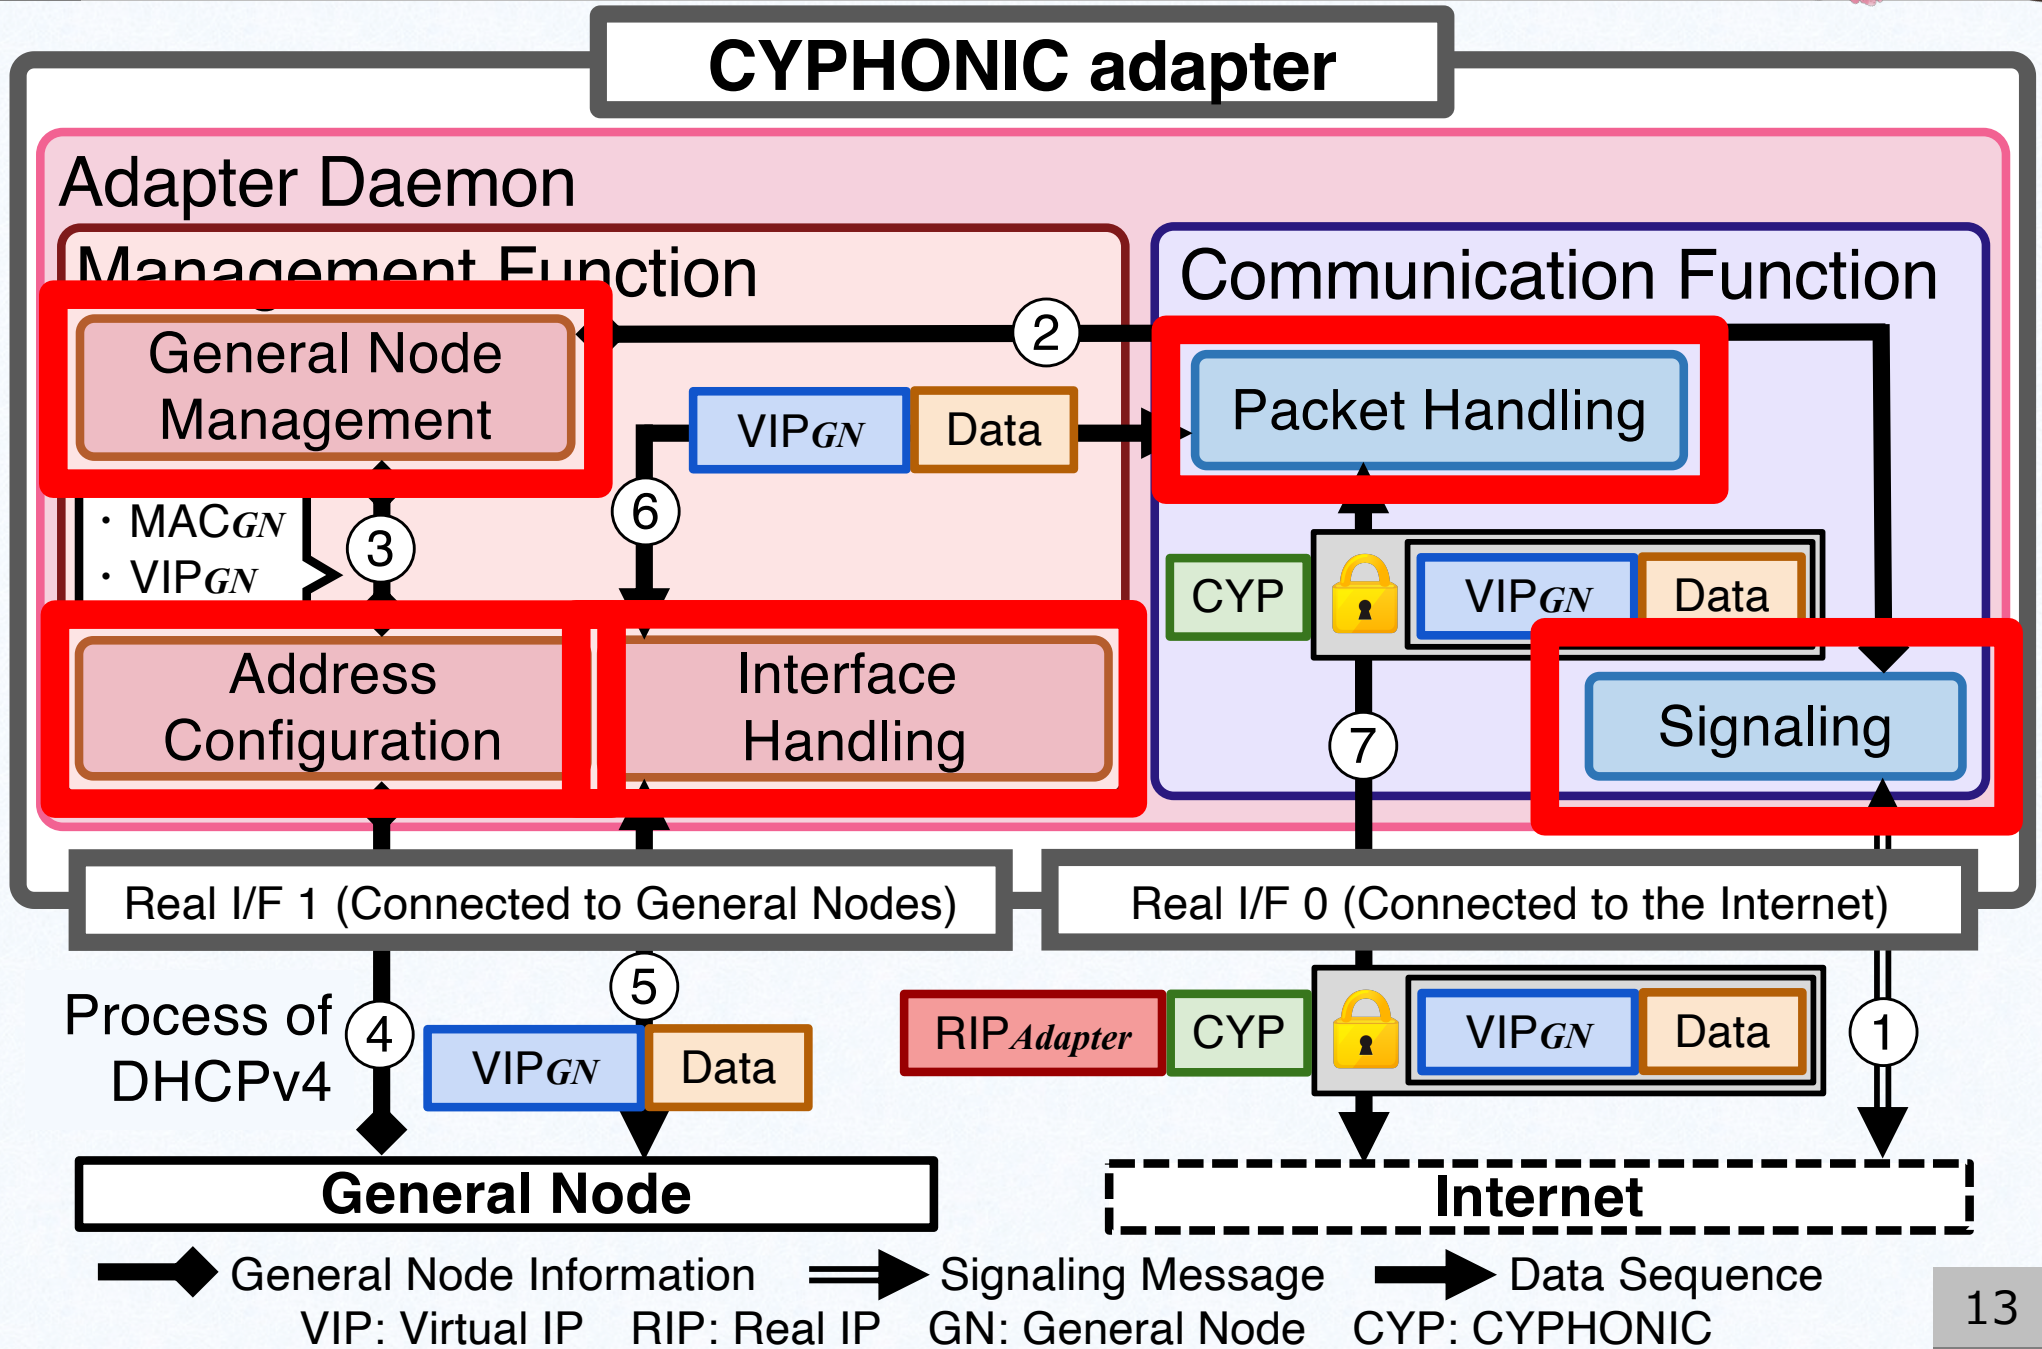 CYPHONIC adapter
Adapter Daemon
Management Function
Communication Function
General Node
Management
2
Packet Handling
VIPGN
Data
・ MACGN
・ VIPGN
3
6
CYP
VIPGN
Data
Address
Configuration
Interface
Handling
7
Signaling
Real I/F 1 (Connected to General Nodes)
Real I/F 0 (Connected to the Internet)
Process of
DHCPv4
4
5
VIPGN
Data
RIPAdapter
CYP
VIPGN
Data
1
General Node
Internet
General Node Information
Signaling Message
Data Sequence
VIP: Virtual IP RIP: Real IP GN: General Node CYP: CYPHONIC
13